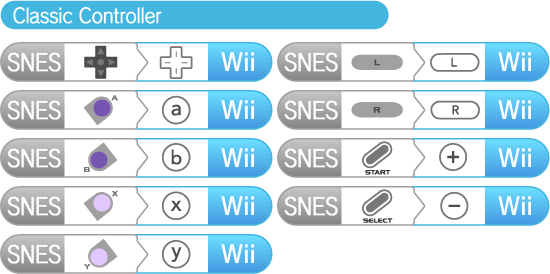 Classic Controller
SNES Wii
SNES A a Wii
SNES B b Wii
SNES X x Wii
SNES Y y Wii
SNES L L Wii
SNES R R Wii
SNES START + Wii
SNES SELECT − Wii